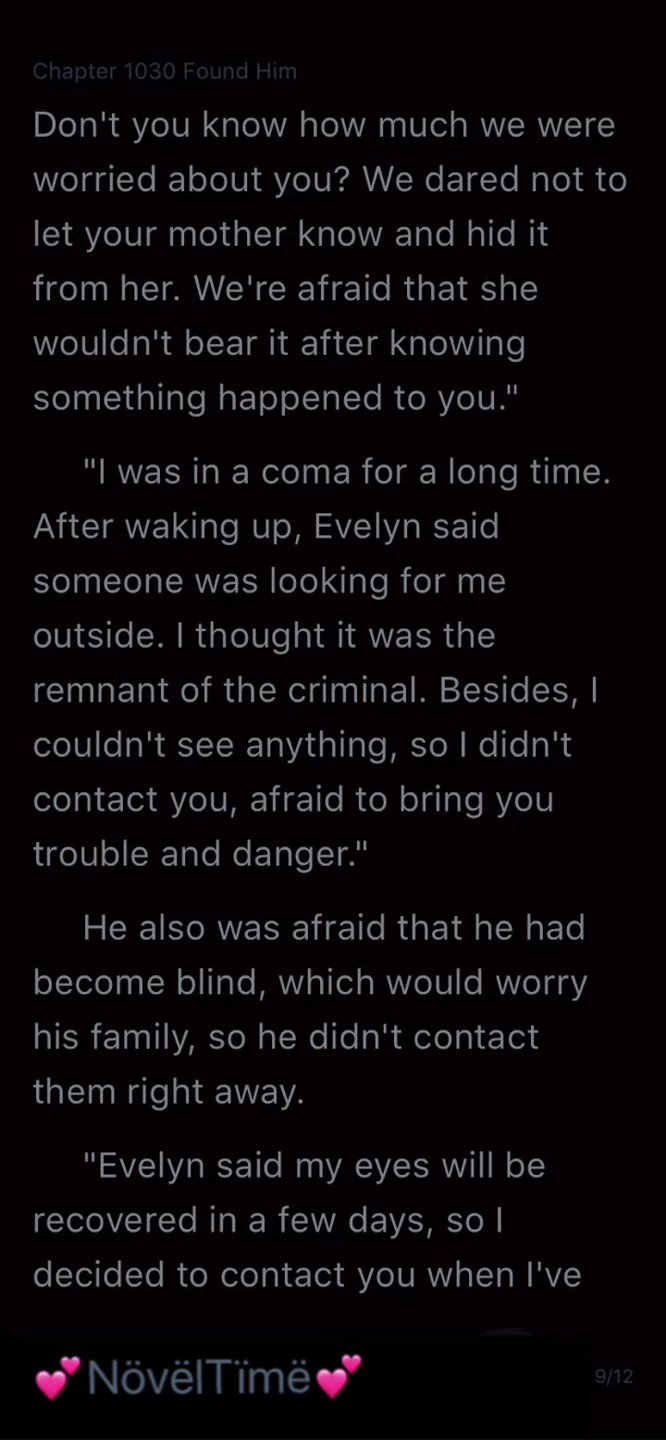 Chapter 1030 Found Him
Don't you know how much we were
worried about you? We dared not to
let your mother know and hid it
from her. We're afraid that she
wouldn't bear it after knowing
something happened to you."
"I was in a coma for a long time.
After waking up, Evelyn said
someone was looking for me
outside. I thought it was the
remnant of the criminal. Besides, I
couldn't see anything, so I didn't
contact you, afraid to bring you
trouble and danger."
He also was afraid that he had
become blind, which would worry
his family, so he didn't contact
them right away.
"Evelyn said my eyes will be
recovered in a few days, so I
decided to contact you when I've
💕NövëlTïmë💕
9/12